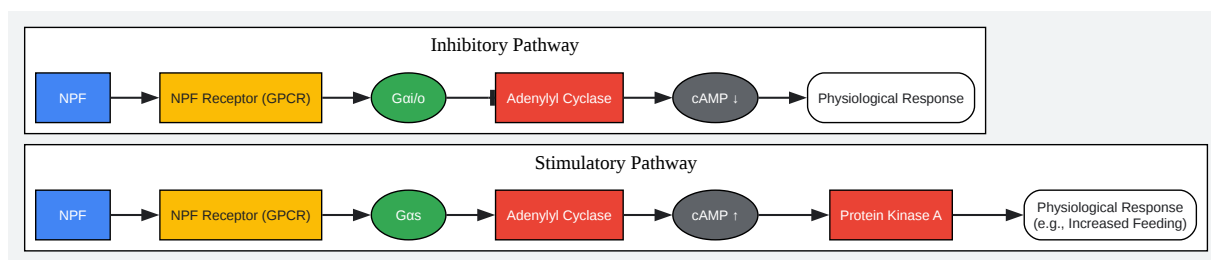 Inhibitory Pathway
NPF
NPF Receptor (GPCR)
Gαi/o
Adenylyl Cyclase
cAMP ↓
Physiological Response
Stimulatory Pathway
NPF
NPF Receptor (GPCR)
Gαs
Adenylyl Cyclase
cAMP ↑
Protein Kinase A
Physiological Response
(e.g., Increased Feeding)